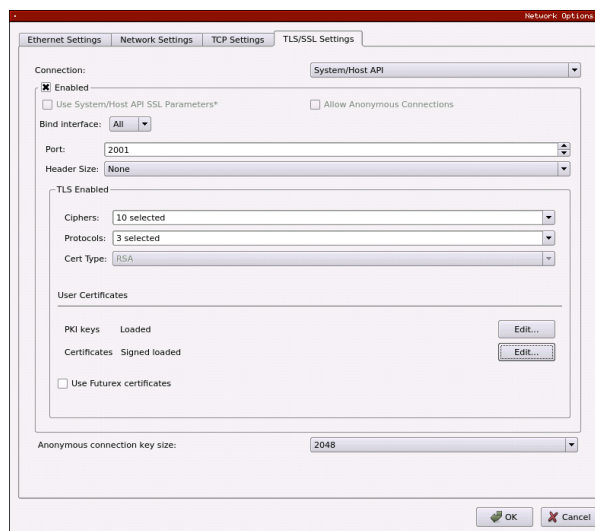 Network Options
Ethernet Settings Network Settings TCP Settings TLS/SSL Settings
Connection: System/Host API
Enabled
Use System/Host API SSL Parameters* Allow Anonymous Connections
Bind interface: All
Port: 2001
Header Size: None
TLS Enabled
Ciphers: 10 selected
Protocols: 3 selected
Cert Type: RSA
User Certificates
PKI keys Loaded Edit...
Certificates Signed loaded Edit...
Use Futurex certificates
Anonymous connection key size: 2048
OK Cancel